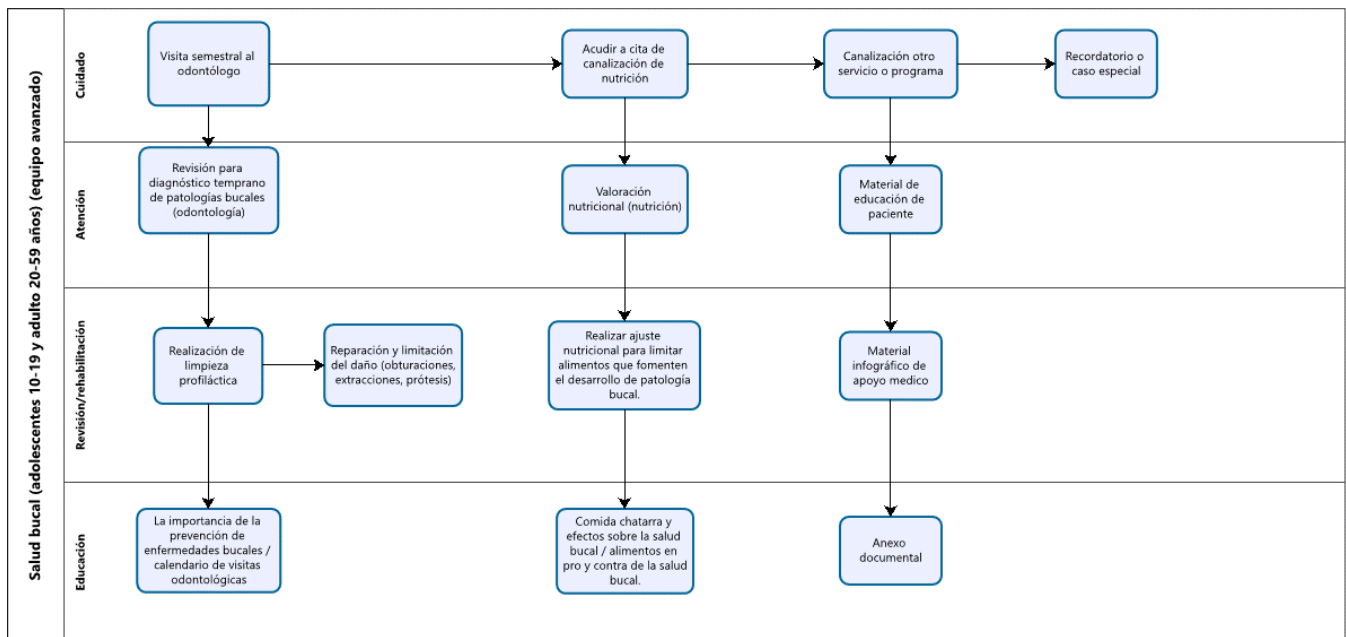 Salud bucal (adolescentes 10-19 y adulto 20-59 años) (equipo avanzado)
Cuidado
Visita semestral al
odontólogo
Acudir a cita de
canalización de
nutrición
Canalización otro
servicio o programa
Recordatorio o
caso especial
Atención
Revisión para
diagnóstico temprano
de patologías bucales
(odontología)
Valoración
nutricional (nutrición)
Material de
educación de
paciente
Revisión/rehabilitación
Realización de
limpieza
profiláctica
Reparación y limitación
del daño (obturaciones,
extracciones, prótesis)
Realizar ajuste
nutricional para limitar
alimentos que fomenten
el desarrollo de patología
bucal.
Material
infográfico de
apoyo medico
Educación
La importancia de la
prevención de
enfermedades bucales /
calendario de visitas
odontológicas
Comida chatarra y
efectos sobre la salud
bucal / alimentos en
pro y contra de la salud
bucal.
Anexo
documental